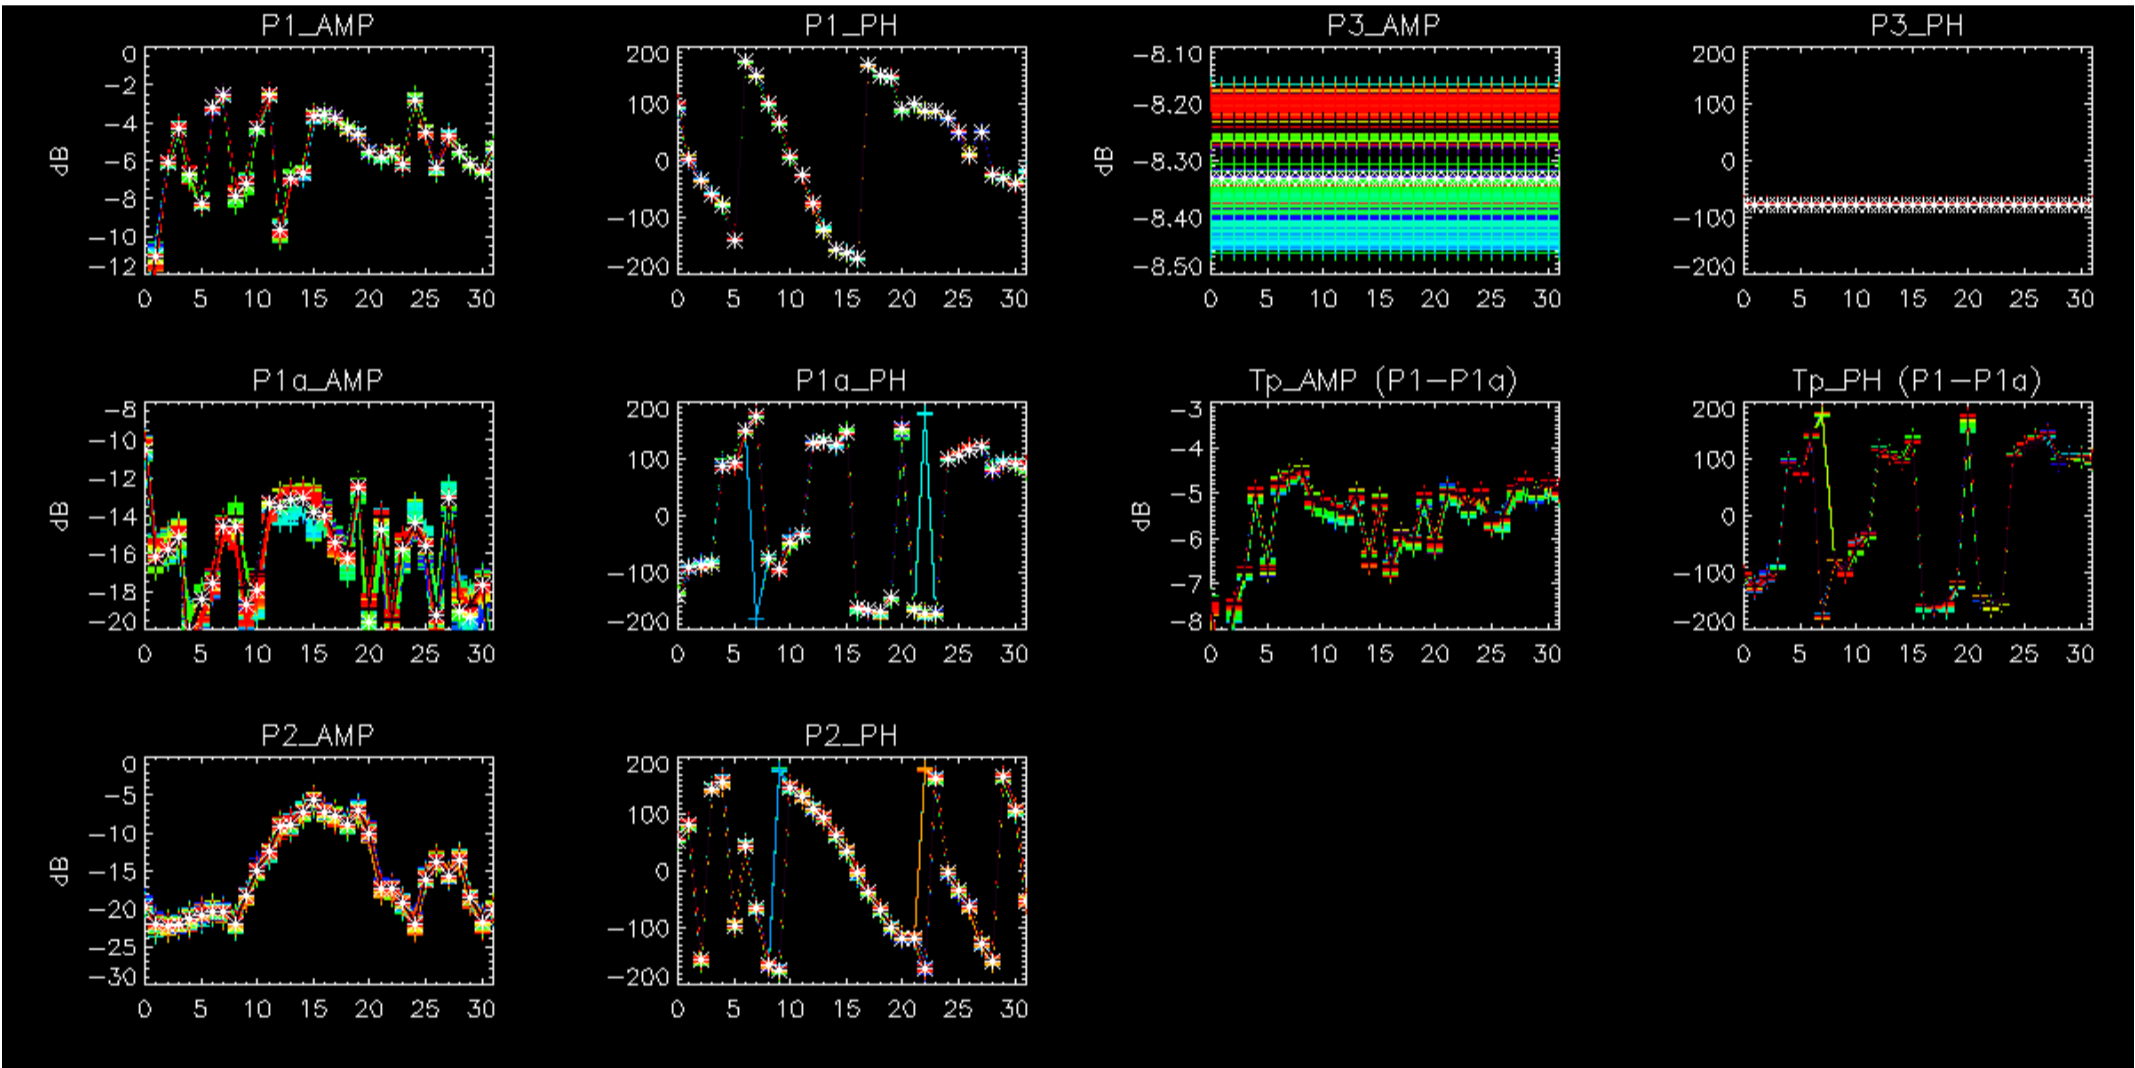 P1_AMP
0
-2
-4
-6
-8
-10
-12
dB
0 5 10 15 20 25 30
P1_PH
200
100
0
-100
-200
0 5 10 15 20 25 30
P3_AMP
-8.10
-8.20
-8.30
-8.40
-8.50
dB
0 5 10 15 20 25 30
P3_PH
200
100
0
-100
-200
0 5 10 15 20 25 30
P1a_AMP
-8
-10
-12
-14
-16
-18
-20
dB
0 5 10 15 20 25 30
P1a_PH
200
100
0
-100
-200
0 5 10 15 20 25 30
Tp_AMP (P1-P1a)
-3
-4
-5
-6
-7
-8
dB
0 5 10 15 20 25 30
Tp_PH (P1-P1a)
200
100
0
-100
-200
0 5 10 15 20 25 30
P2_AMP
0
-5
-10
-15
-20
-25
-30
dB
0 5 10 15 20 25 30
P2_PH
200
100
0
-100
-200
0 5 10 15 20 25 30